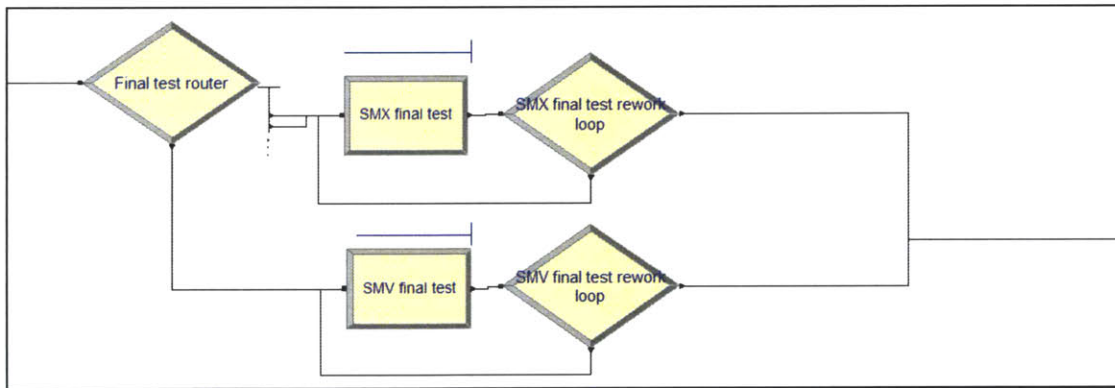 Final test router
SMX final test
SMX final test rework
loop
SMV final test
SMV final test rework
loop